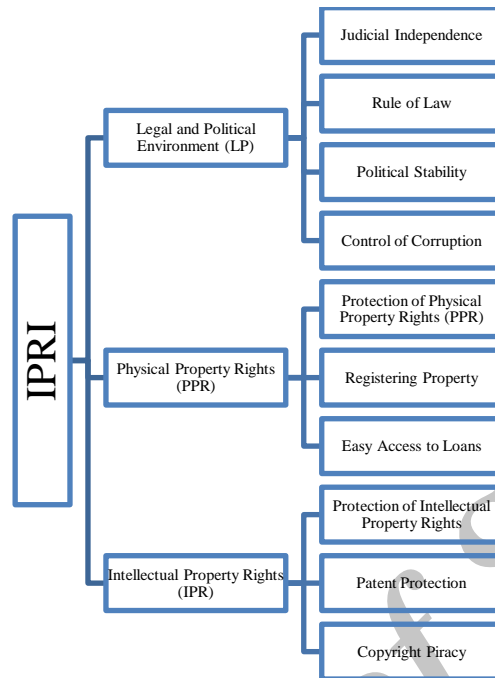 IPRI
Legal and Political
Environment (LP)
Judicial Independence
Rule of Law
Political Stability
Control of Corruption
Physical Property Rights
(PPR)
Protection of Physical
Property Rights (PPR)
Registering Property
Easy Access to Loans
Intellectual Property Rights
(IPR)
Protection of Intellectual
Property Rights
Patent Protection
Copyright Piracy